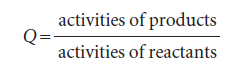 Q= activities of products
activities of reactants